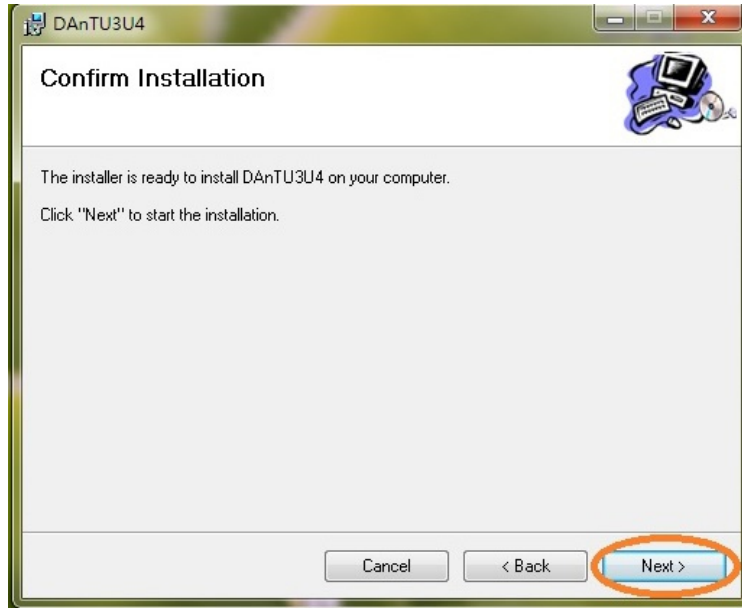 DAnTU3U4
Confirm Installation
The installer is ready to install DAnTU3U4 on your computer.
Click "Next" to start the installation.
Cancel
< Back
Next >